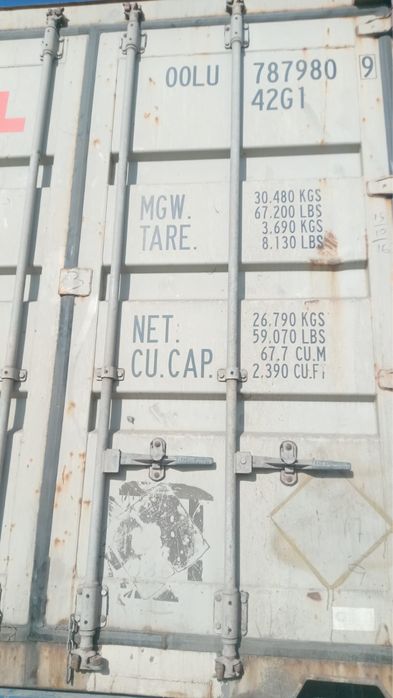 OOLU 787980 9
42G1
MGW. 30.480 KGS
67.200 LBS
TARE. 3.690 KGS
8.130 LBS
NET: 26.790 KGS
59.070 LBS
CU.CAP. 67.7 CU.M
2.390 CU.FT